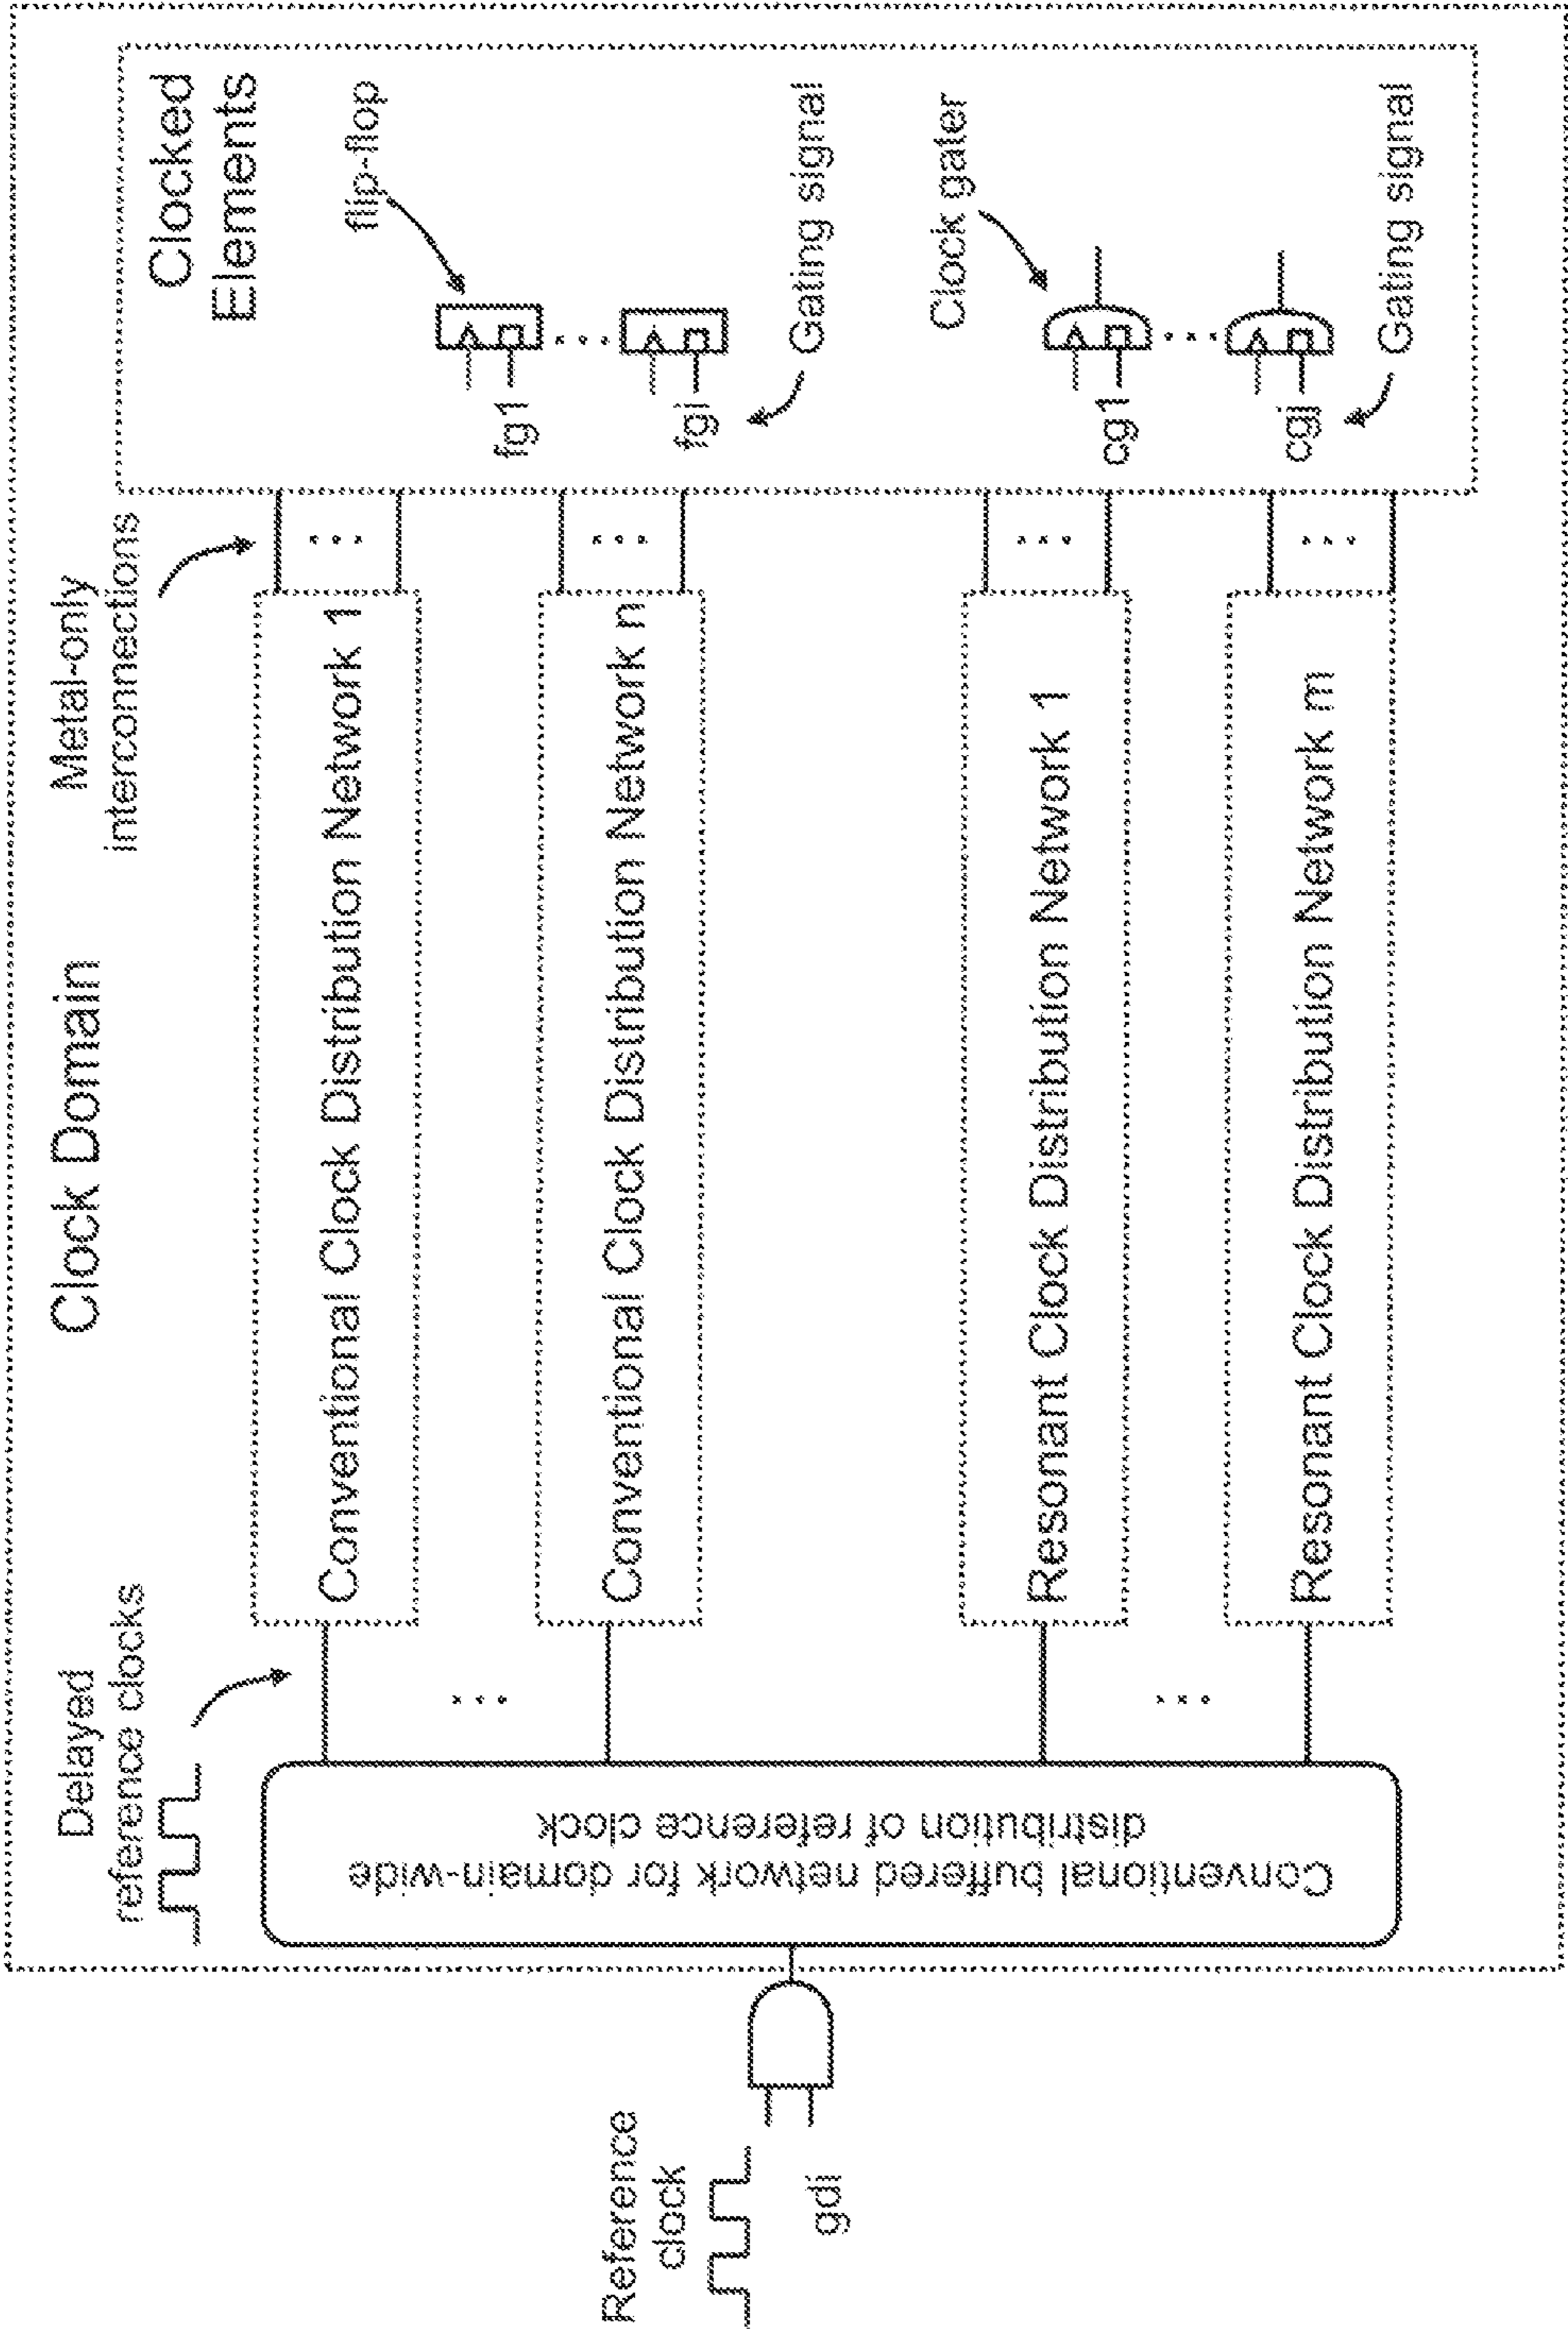 Clock Domain
Delayed
reference clocks
Metal-only
interconnections
Clocked
Elements
Reference
clock
gdi
Conventional buffered network for domain-wide
distribution of reference clock
Conventional Clock Distribution Network 1
...
Conventional Clock Distribution Network n
Resonant Clock Distribution Network 1
...
Resonant Clock Distribution Network m
...
...
...
...
flip-flop
fg1
...
fgi
Gating signal
Clock gater
cg1
...
cgj
Gating signal